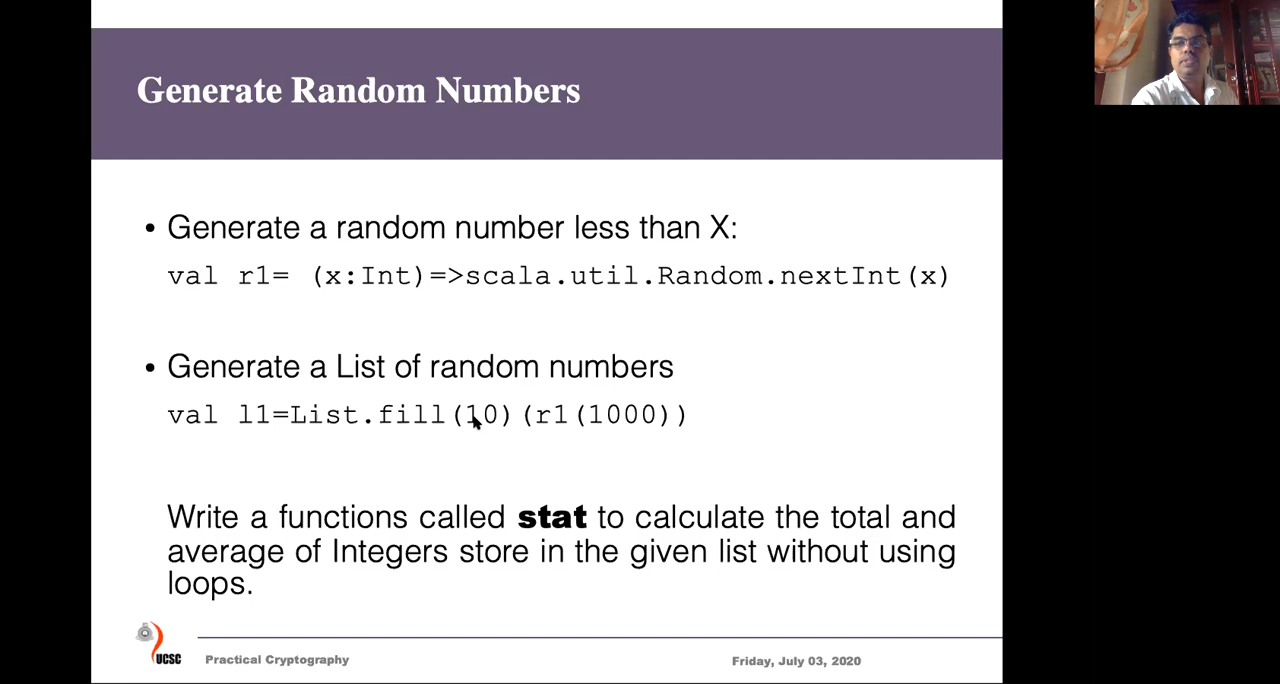 Generate Random Numbers
• Generate a random number less than X:
val r1= (x:Int)=>scala.util.Random.nextInt(x)
• Generate a List of random numbers
val l1=List.fill(10)(r1(1000))
Write a functions called stat to calculate the total and
average of Integers store in the given list without using
loops.
UCSC
Practical Cryptography
Friday, July 03, 2020